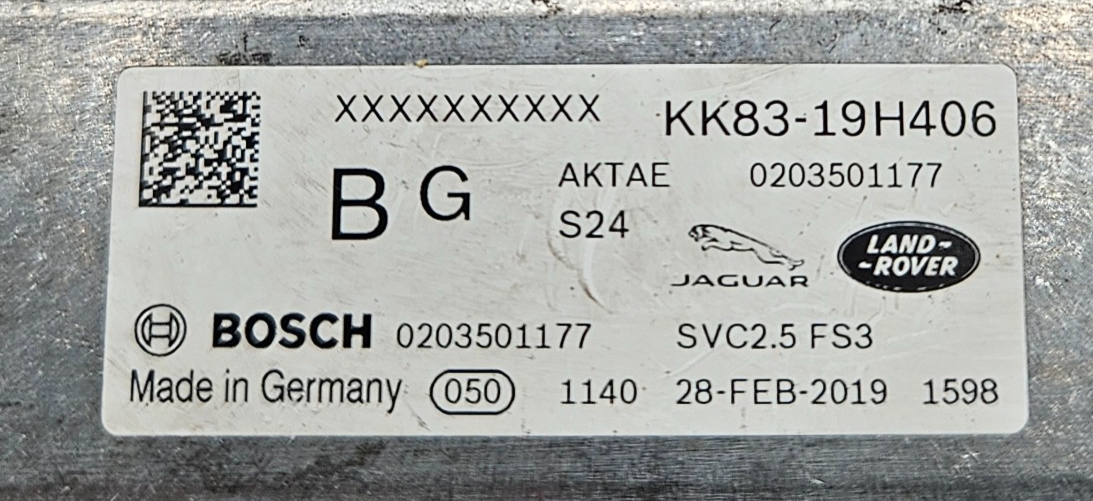 XXXXXXXXXX KK83-19H406
B G AKTAE 0203501177
S24
JAGUAR LAND-
-ROVER
BOSCH 0203501177 SVC2.5 FS3
Made in Germany 050 1140 28-FEB-2019 1598